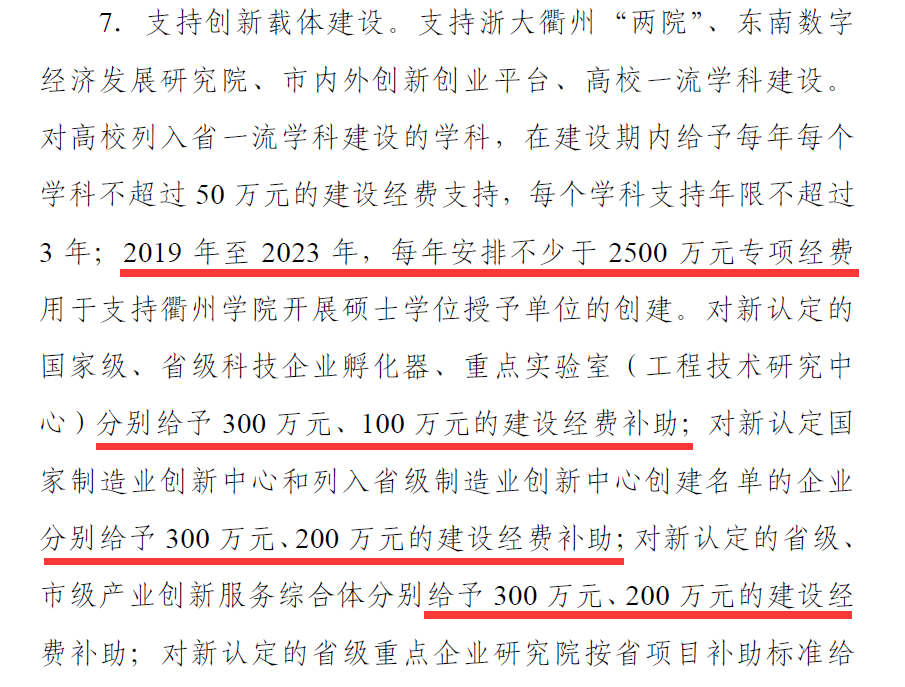 7. 支持创新载体建设。支持浙大衢州“两院”、东南数字
经济发展研究院、市内外创新创业平台、高校一流学科建设。
对高校列入省一流学科建设的学科，在建设期内给予每年每个
学科不超过 50 万元的建设经费支持，每个学科支持年限不超过
3 年；2019 年至 2023 年，每年安排不少于 2500 万元专项经费
用于支持衢州学院开展硕士学位授予单位的创建。对新认定的
国家级、省级科技企业孵化器、重点实验室（工程技术研究中
心）分别给予 300 万元、100 万元的建设经费补助；对新认定国
家制造业创新中心和列入省级制造业创新中心创建名单的企业
分别给予 300 万元、200 万元的建设经费补助；对新认定的省级、
市级产业创新服务综合体分别给予 300 万元、200 万元的建设经
费补助；对新认定的省级重点企业研究院按省项目补助标准给